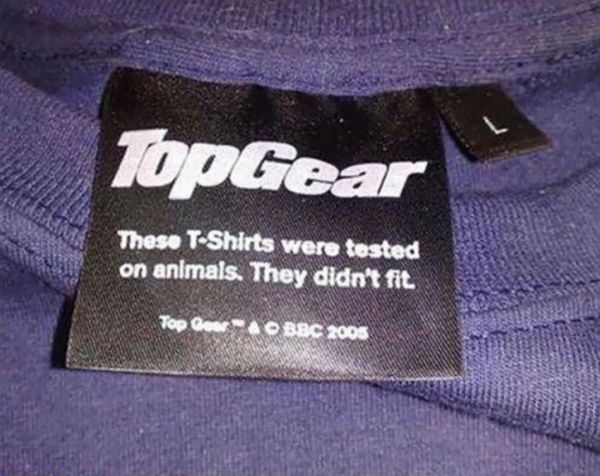 TopGear
L
These T-Shirts were tested
on animals. They didn't fit.
Top Gear™ & © BBC 2005